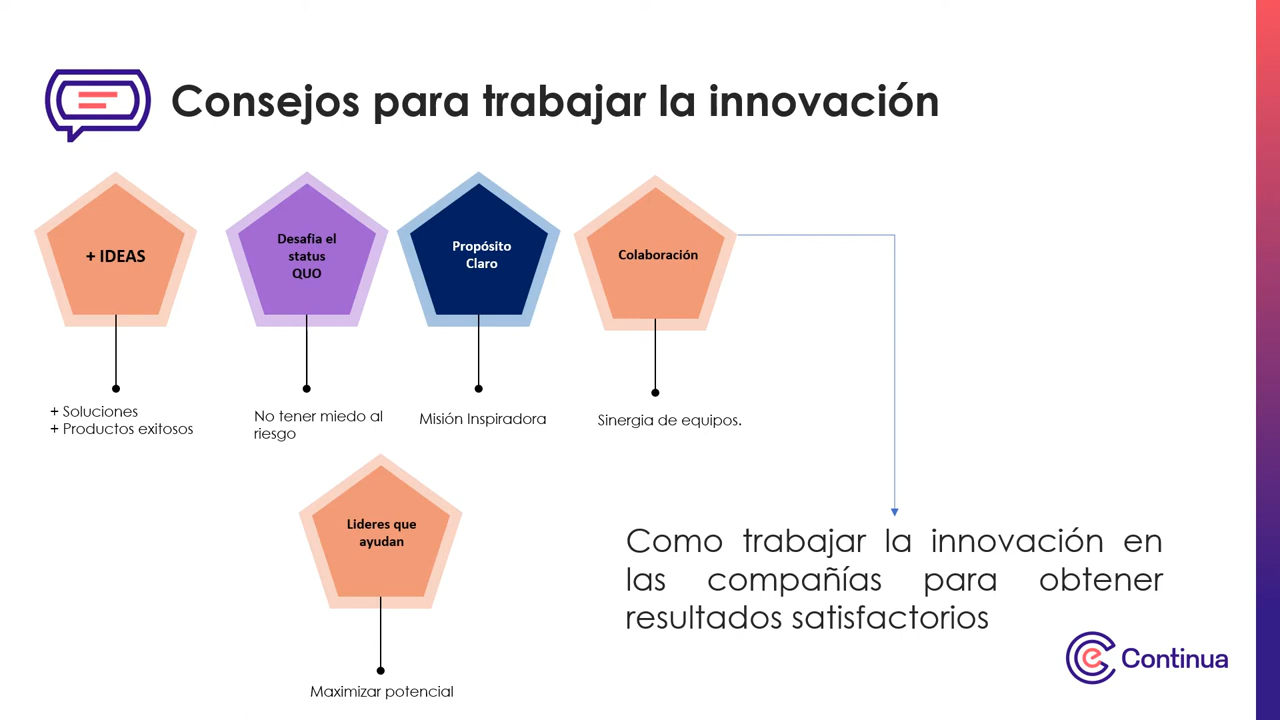 Consejos para trabajar la innovación
+ IDEAS
Desafia el
status
QUO
Propósito
Claro
Colaboración
+ Soluciones
+ Productos exitosos
No tener miedo al
riesgo
Misión Inspiradora
Sinergia de equipos.
Lideres que
ayudan
Maximizar potencial
Como trabajar la innovación en
las compañías para obtener
resultados satisfactorios
e Continua